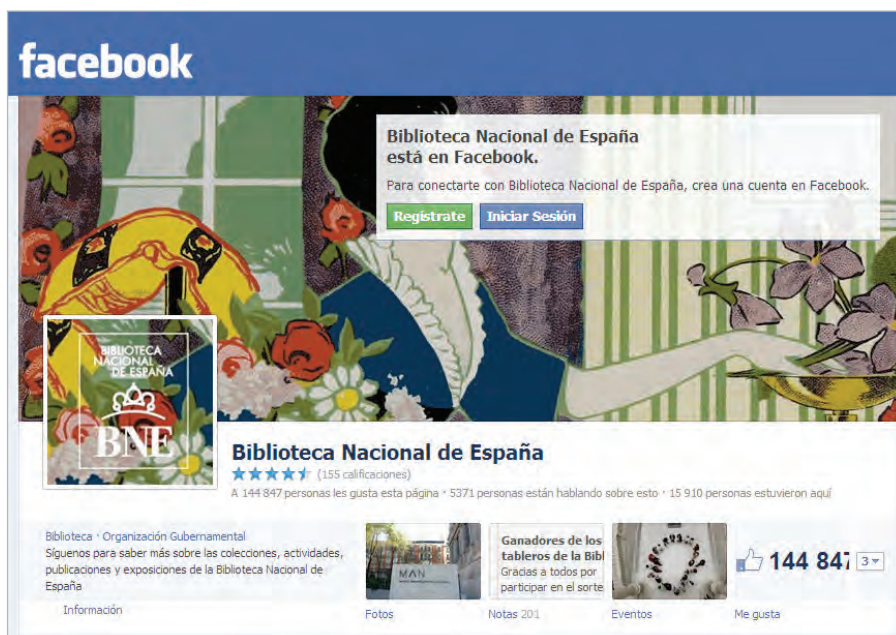 facebook
Biblioteca Nacional de España
está en Facebook.
Para conectarte con Biblioteca Nacional de España, crea una cuenta en Facebook.
Regístrate Iniciar Sesión
BIBLIOTECA
NACIONAL
DE ESPAÑA
BNE
Biblioteca Nacional de España
(155 calificaciones)
A 144 847 personas les gusta esta página · 5371 personas están hablando sobre esto · 15 910 personas estuvieron aquí
Biblioteca · Organización Gubernamental
Síguenos para saber más sobre las colecciones, actividades,
publicaciones y exposiciones de la Biblioteca Nacional de
España
Información
MAN
Fotos
Ganadores de los
tableros de la Bibl
Gracias a todos por
participar en el sorte
Notas 201
Eventos
144 847
3
Me gusta